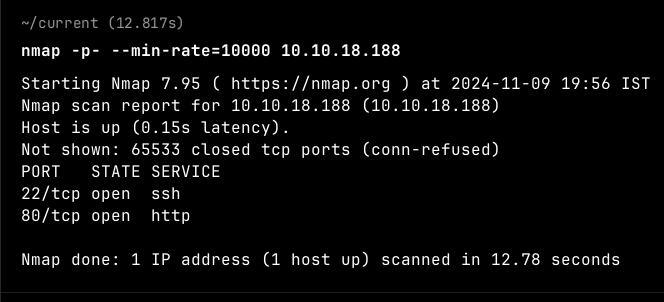 ~/current (12.817s)
nmap -p- --min-rate=10000 10.10.18.188
Starting Nmap 7.95 ( https://nmap.org ) at 2024-11-09 19:56 IST
Nmap scan report for 10.10.18.188 (10.10.18.188)
Host is up (0.15s latency).
Not shown: 65533 closed tcp ports (conn-refused)
PORT   STATE SERVICE
22/tcp open  ssh
80/tcp open  http
Nmap done: 1 IP address (1 host up) scanned in 12.78 seconds